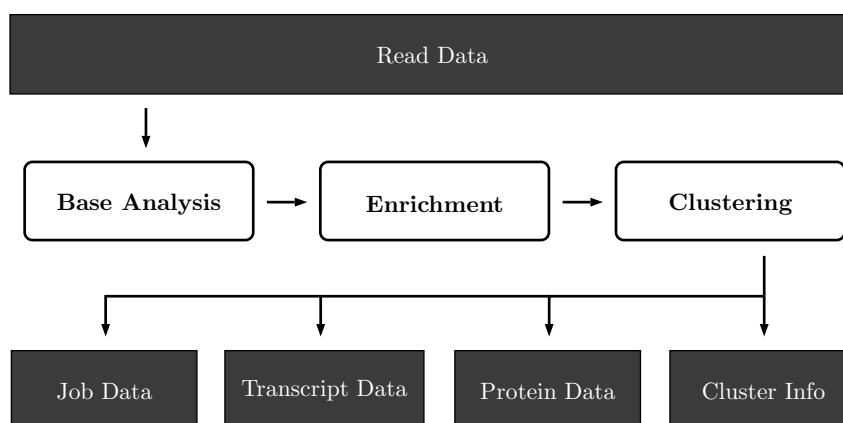 Read Data
Base Analysis
Enrichment
Clustering
Job Data
Transcript Data
Protein Data
Cluster Info